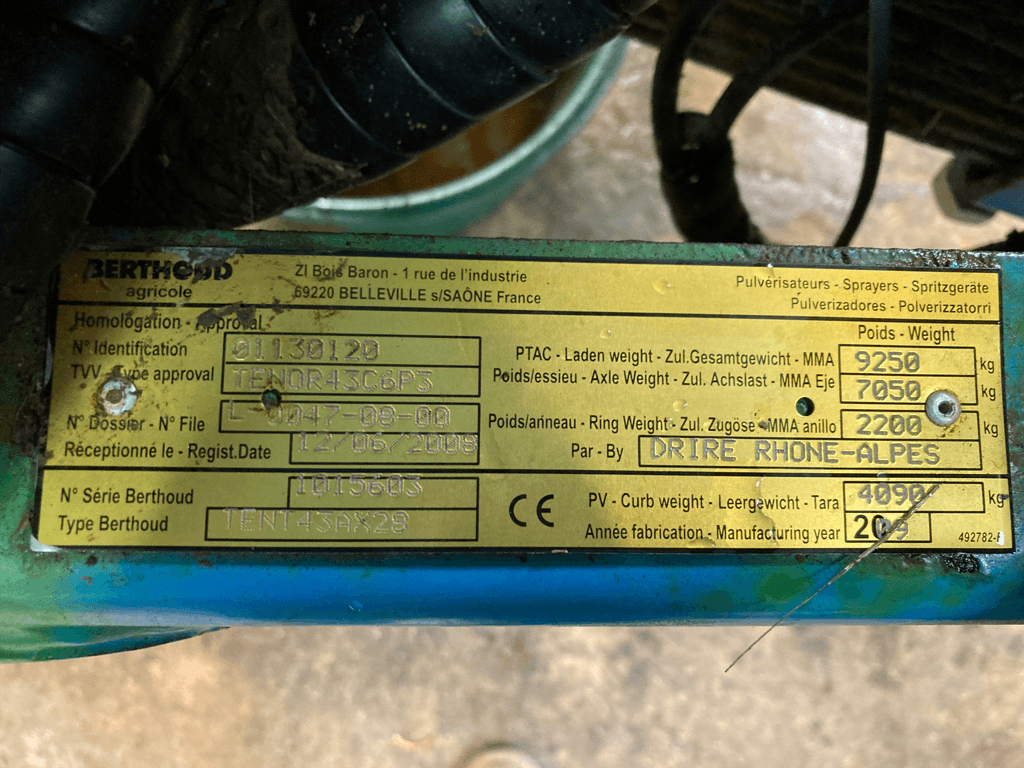 BERTHOUD
agricole
ZI Bois Baron - 1 rue de l'industrie
69220 BELLEVILLE s/SAÔNE France
Pulvérisateurs - Sprayers - Spritzgeräte
Pulverizadores - Polverizzatorri
Homologation - Approval
N° Identification 01130120
TVV - Type approval TENOR43C6P3
N° Dossier - N° File L-0047-08-00
Réceptionné le - Regist.Date 12/06/2008
Poids - Weight
PTAC - Laden weight - Zul.Gesamtgewicht - MMA 9250 kg
Poids/essieu - Axle Weight - Zul. Achslast - MMA Eje 7050 kg
Poids/anneau - Ring Weight - Zul. Zugöse - MMA anillo 2200 kg
Par - By DRIRE RHONE-ALPES
N° Série Berthoud 1015603
Type Berthoud TENT43AX28
CE
PV - Curb weight - Leergewicht - Tara 4090 kg
Année fabrication - Manufacturing year 2009